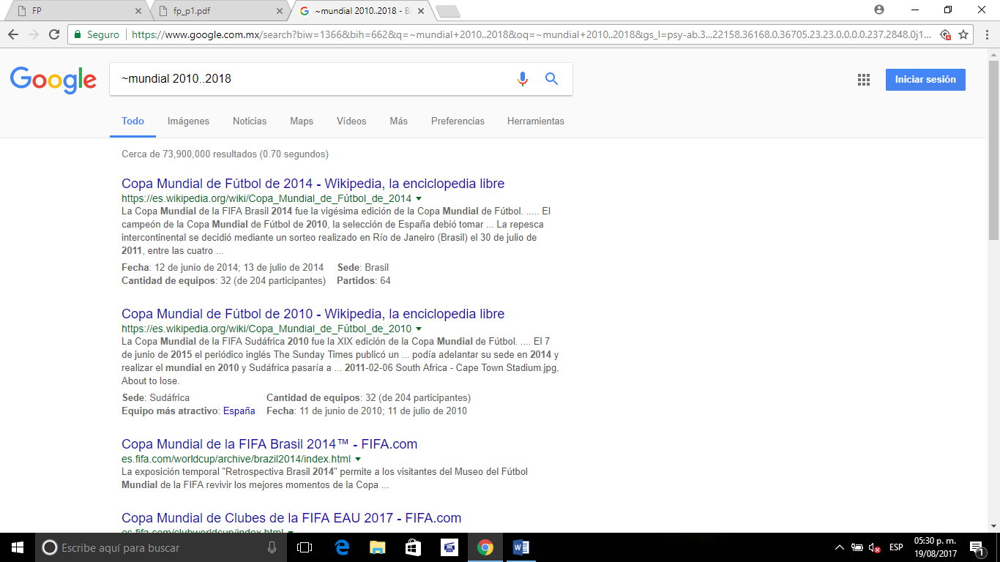 FP
fp_p1.pdf
~mundial 2010..2018 - B
Seguro
https://www.google.com.mx/search?biw=1366&bih=662&q=~mundial+2010..2018&oq=~mundial+2010..2018&gs_l=psy-ab.3...22158.36168.0.36705.23.23.0.0.0.0.237.2848.0j1...
Google
~mundial 2010..2018
Iniciar sesión
Todo Imágenes Noticias Maps Vídeos Más Preferencias Herramientas
Cerca de 73,900,000 resultados (0.70 segundos)
Copa Mundial de Fútbol de 2014 - Wikipedia, la enciclopedia libre
https://es.wikipedia.org/wiki/Copa_Mundial_de_Fútbol_de_2014
La Copa Mundial de la FIFA Brasil 2014 fue la vigésima edición de la Copa Mundial de Fútbol. ..... El
campeón de la Copa Mundial de Fútbol de 2010, la selección de España debió tomar ... La repesca
intercontinental se decidió mediante un sorteo realizado en Río de Janeiro (Brasil) el 30 de julio de
2011, entre las cuatro ...
Fecha: 12 de junio de 2014; 13 de julio de 2014 Sede: Brasil
Cantidad de equipos: 32 (de 204 participantes) Partidos: 64
Copa Mundial de Fútbol de 2010 - Wikipedia, la enciclopedia libre
https://es.wikipedia.org/wiki/Copa_Mundial_de_Fútbol_de_2010
La Copa Mundial de la FIFA Sudáfrica 2010 fue la XIX edición de la Copa Mundial de Fútbol. .... El 7
de junio de 2015 el periódico inglés The Sunday Times publicó un ... podía adelantar su sede en 2014 y
realizar el mundial en 2010 y Sudáfrica pasaría a ... 2011-02-06 South Africa - Cape Town Stadium.jpg,
About to lose.
Sede: Sudáfrica Cantidad de equipos: 32 (de 204 participantes)
Equipo más atractivo: España Fecha: 11 de junio de 2010; 11 de julio de 2010
Copa Mundial de la FIFA Brasil 2014™ - FIFA.com
es.fifa.com/worldcup/archive/brazil2014/index.html
La exposición temporal "Retrospectiva Brasil 2014" permite a los visitantes del Museo del Fútbol
Mundial de la FIFA revivir los mejores momentos de la Copa ...
Copa Mundial de Clubes de la FIFA EAU 2017 - FIFA.com
es.fifa.com/clubworldcup/index.html
Escribe aquí para buscar
ESP
05:30 p. m.
19/08/2017
1